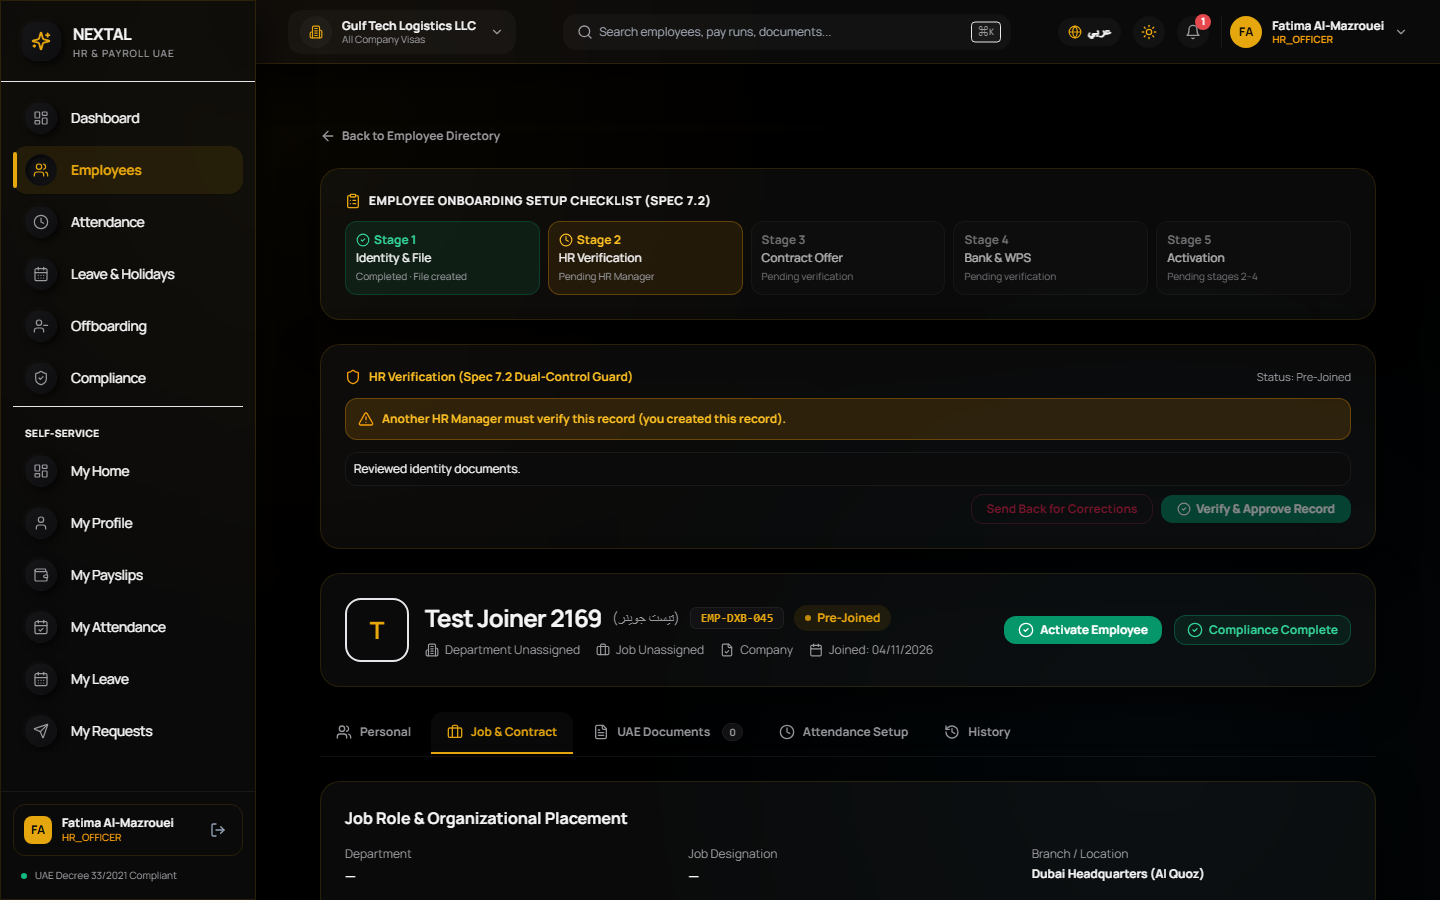 NEXTAL
HR & PAYROLL UAE
Dashboard
Employees
Attendance
Leave & Holidays
Offboarding
Compliance
SELF-SERVICE
My Home
My Profile
My Payslips
My Attendance
My Leave
My Requests
FA
Fatima Al-Mazrouei
HR_OFFICER
UAE Decree 33/2021 Compliant
Gulf Tech Logistics LLC
All Company Visas
Search employees, pay runs, documents...
⌘K
عربي
1
FA
Fatima Al-Mazrouei
HR_OFFICER
Back to Employee Directory
EMPLOYEE ONBOARDING SETUP CHECKLIST (SPEC 7.2)
Stage 1
Identity & File
Completed · File created
Stage 2
HR Verification
Pending HR Manager
Stage 3
Contract Offer
Pending verification
Stage 4
Bank & WPS
Pending verification
Stage 5
Activation
Pending stages 2–4
HR Verification (Spec 7.2 Dual-Control Guard)
Status: Pre-Joined
Another HR Manager must verify this record (you created this record).
Reviewed identity documents.
Send Back for Corrections
Verify & Approve Record
T
Test Joiner 2169 (تيست جوينر) EMP-DXB-045 Pre-Joined
Department Unassigned Job Unassigned Company Joined: 04/11/2026
Activate Employee
Compliance Complete
Personal Job & Contract UAE Documents 0 Attendance Setup History
Job Role & Organizational Placement
Department Job Designation Branch / Location
— — Dubai Headquarters (Al Quoz)